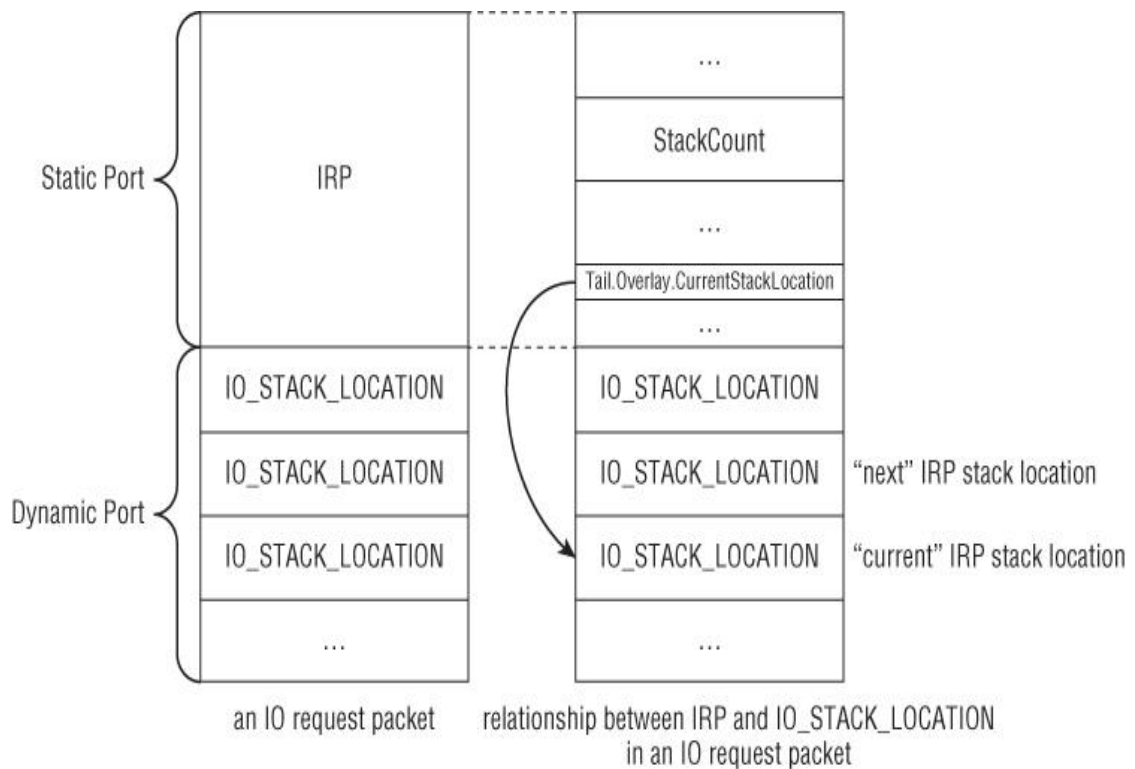 ...
StackCount
Static Port
IRP
...
Tail.Overlay.CurrentStackLocation
...
IO_STACK_LOCATION
IO_STACK_LOCATION
IO_STACK_LOCATION
IO_STACK_LOCATION
“next” IRP stack location
Dynamic Port
IO_STACK_LOCATION
IO_STACK_LOCATION
“current” IRP stack location
...
...
an IO request packet
relationship between IRP and IO_STACK_LOCATION
in an IO request packet